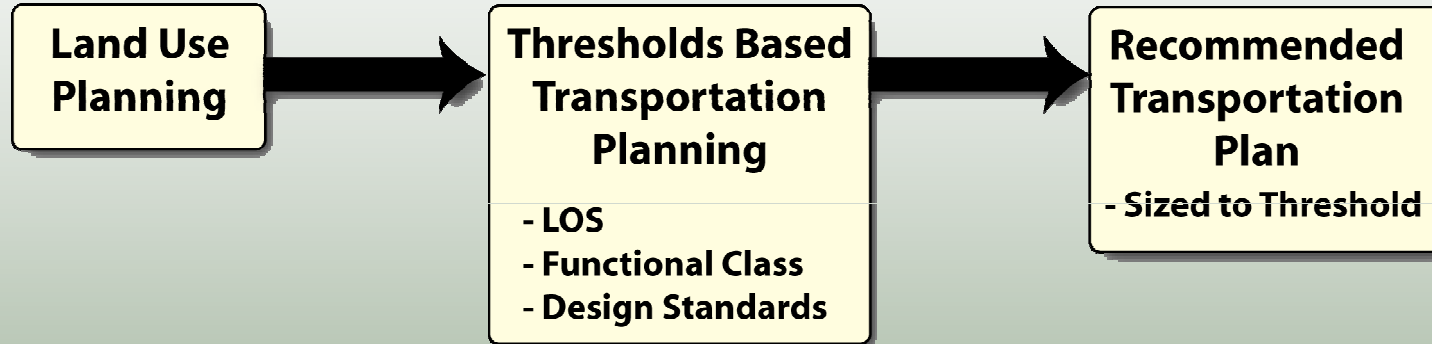 Land Use
Planning
Thresholds Based
Transportation
Planning
- LOS
- Functional Class
- Design Standards
Recommended
Transportation
Plan
- Sized to Threshold